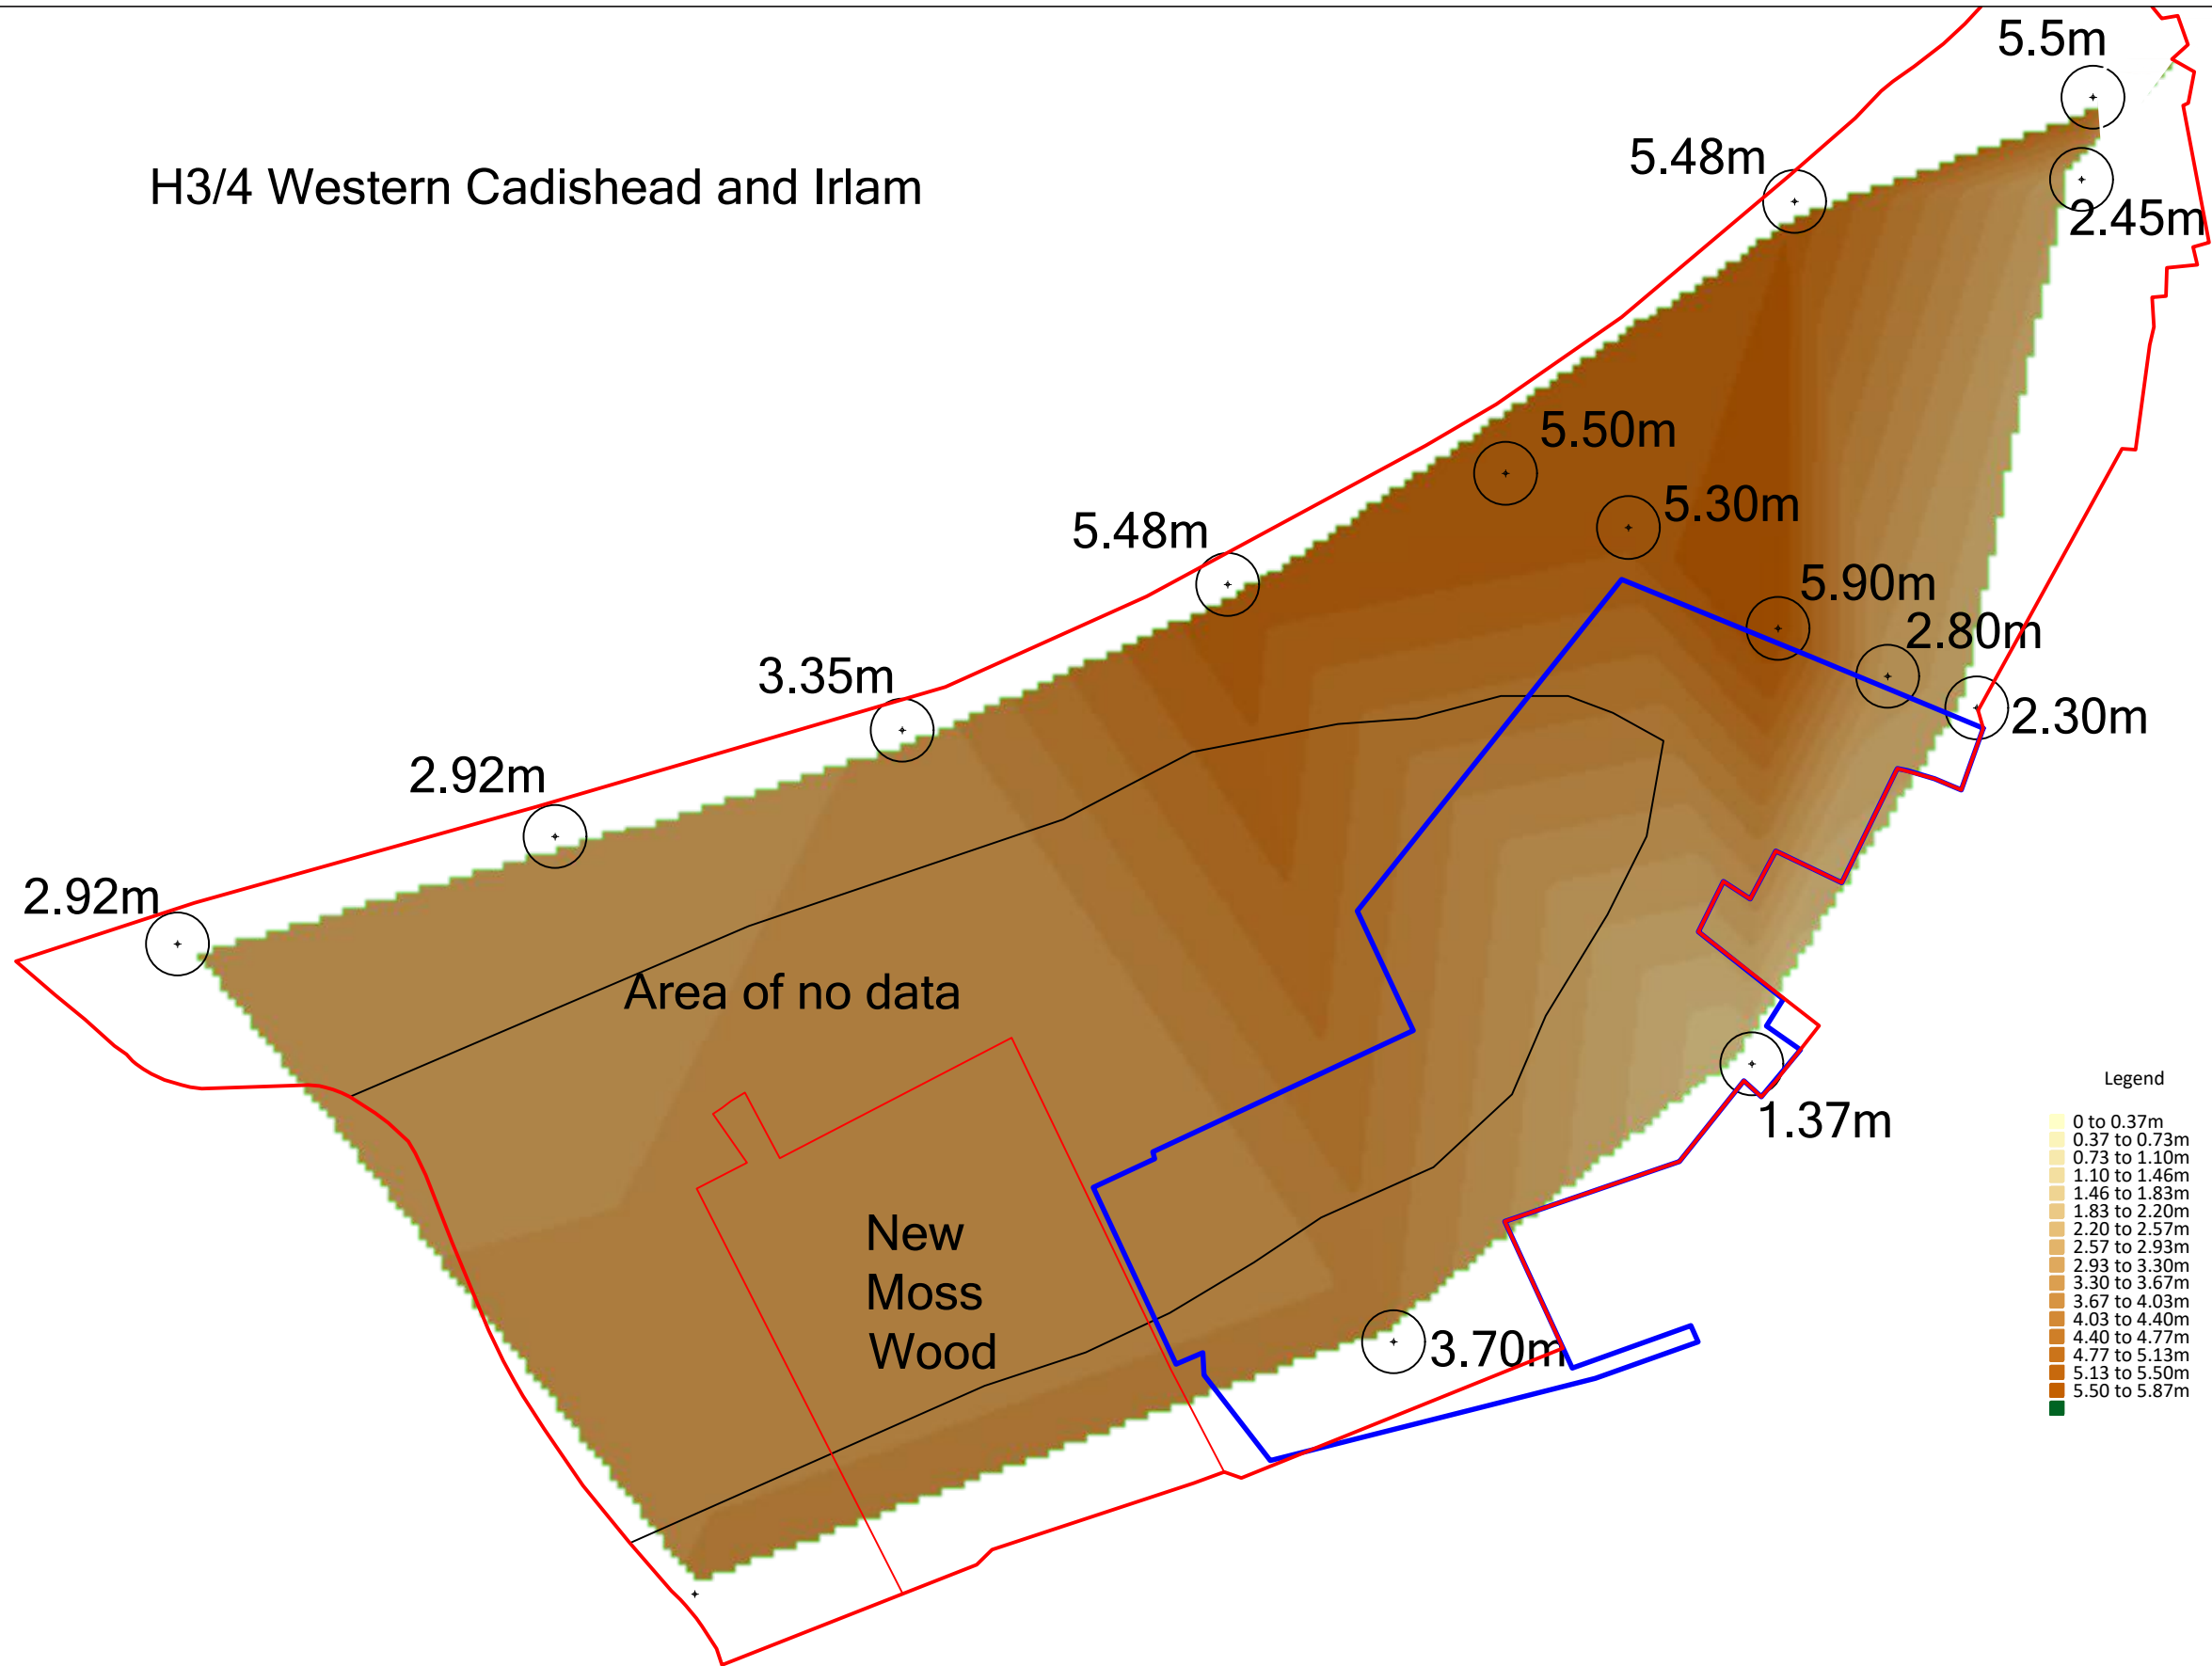 5.5m
5.48m
H3/4 Western Cadishead and Irlam
2.45m
5.50m
5.30m
5.48m
5.90m
2.80m
3.35m
2.30m
2.92m
2.92m
Area of no data
1.37m
New
Moss
Wood
3.70m
Legend
0 to 0.37m
0.37 to 0.73m
0.73 to 1.10m
1.10 to 1.46m
1.46 to 1.83m
1.83 to 2.20m
2.20 to 2.57m
2.57 to 2.93m
2.93 to 3.30m
3.30 to 3.67m
3.67 to 4.03m
4.03 to 4.40m
4.40 to 4.77m
4.77 to 5.13m
5.13 to 5.50m
5.50 to 5.87m